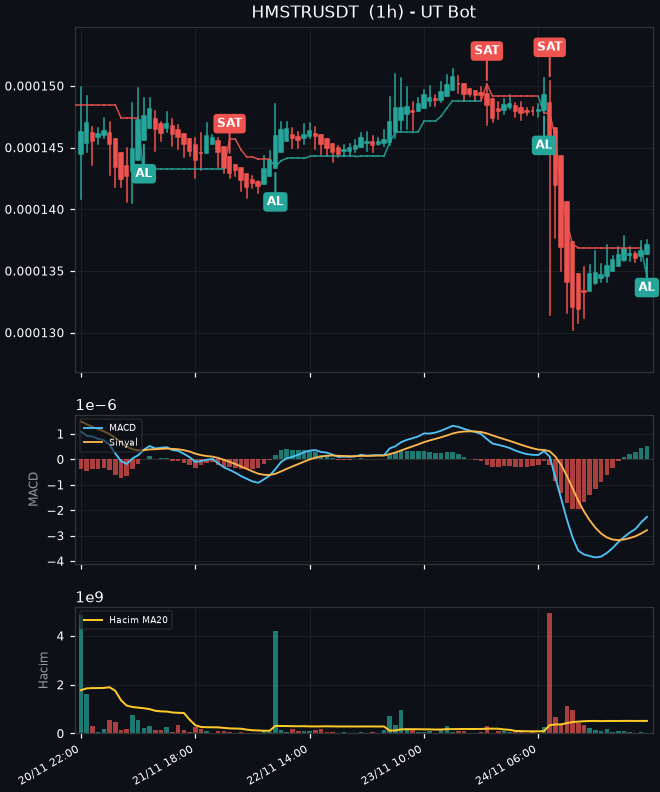 HMSTRUSDT (1h) - UT Bot
SAT
SAT
SAT
AL
AL
AL
AL
0.000150
0.000145
0.000140
0.000135
0.000130
1e−6
MACD
Sinyal
1
0
−1
−2
−3
−4
MACD
1e9
Hacim MA20
4
2
0
Hacim
20/11 22:00
21/11 18:00
22/11 14:00
23/11 10:00
24/11 06:00